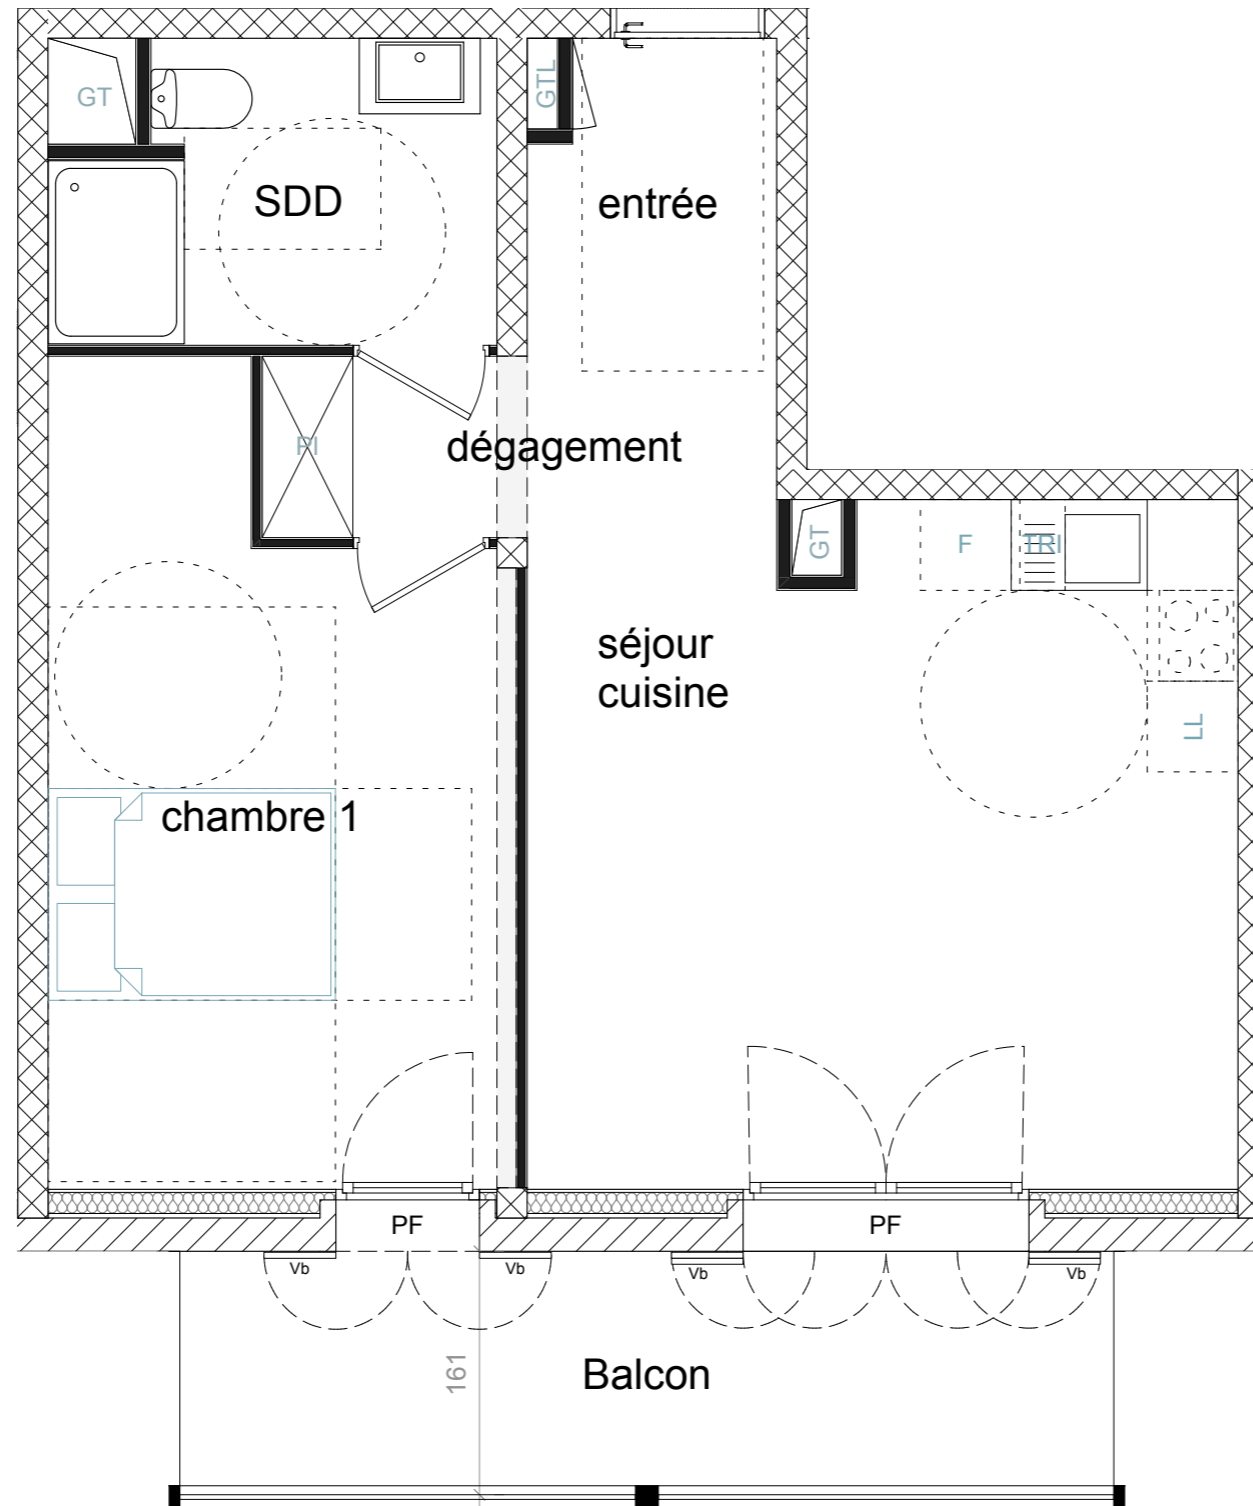 GT
GTL
SDD
entrée
Pl
dégagement
GT
F
TRI
séjour
cuisine
LL
chambre 1
PF
PF
Vb
Vb
Vb
Vb
161
Balcon